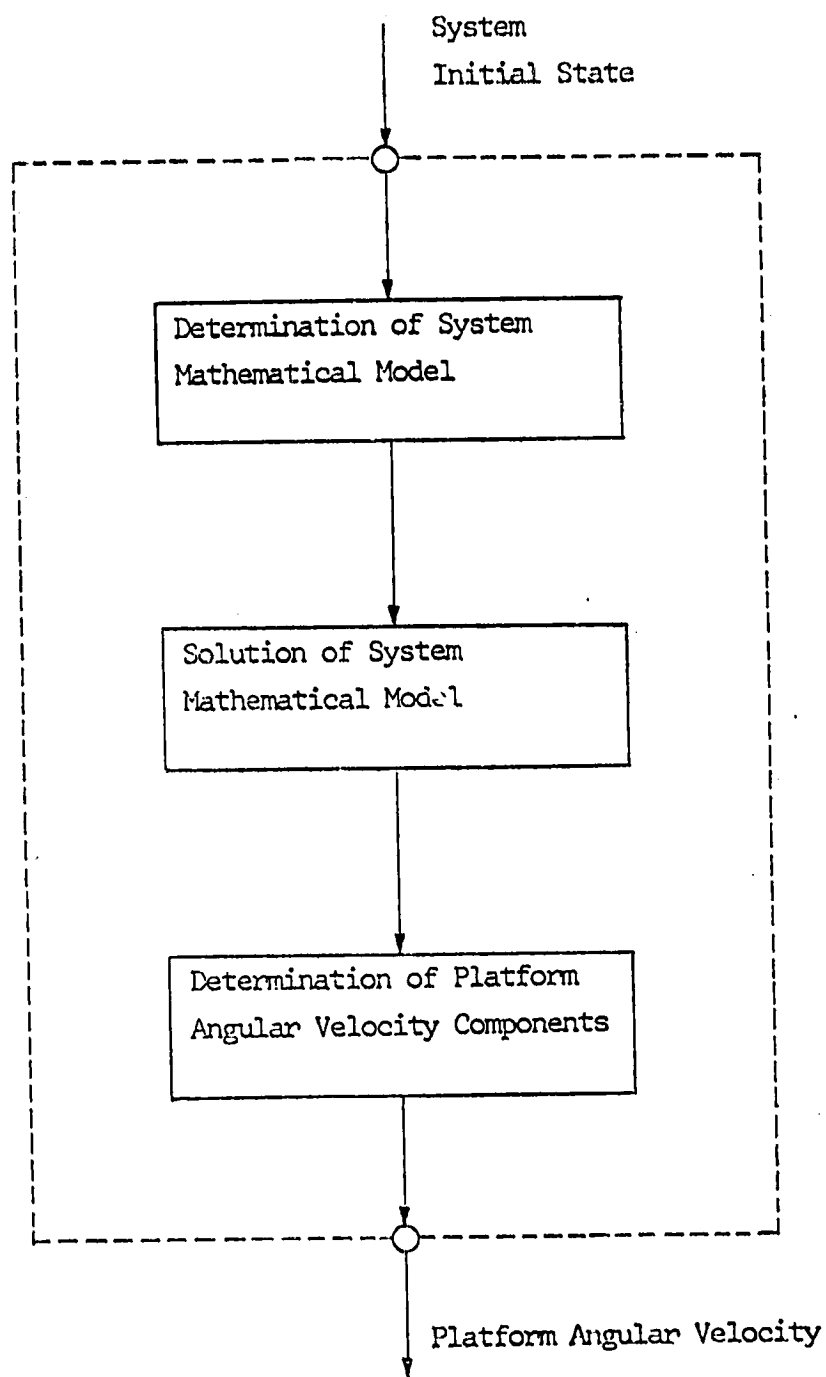 System
Initial State
Determination of System
Mathematical Model
Solution of System
Mathematical Model
Determination of Platform
Angular Velocity Components
Platform Angular Velocity